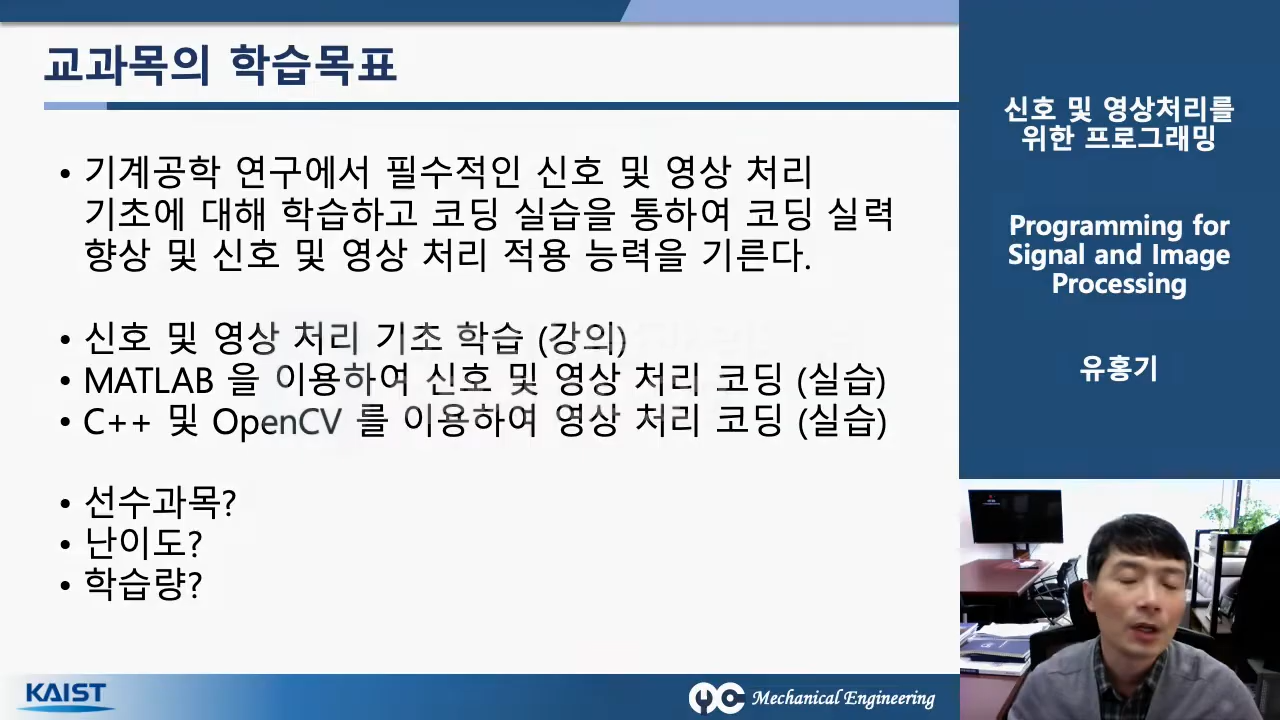 교과목의 학습목표
• 기계공학 연구에서 필수적인 신호 및 영상 처리
기초에 대해 학습하고 코딩 실습을 통하여 코딩 실력
향상 및 신호 및 영상 처리 적용 능력을 기른다.
• 신호 및 영상 처리 기초 학습 (강의)
• MATLAB 을 이용하여 신호 및 영상 처리 코딩 (실습)
• C++ 및 OpenCV 를 이용하여 영상 처리 코딩 (실습)
• 선수과목?
• 난이도?
• 학습량?
KAIST
Mechanical Engineering
신호 및 영상처리를
위한 프로그래밍
Programming for
Signal and Image
Processing
유홍기